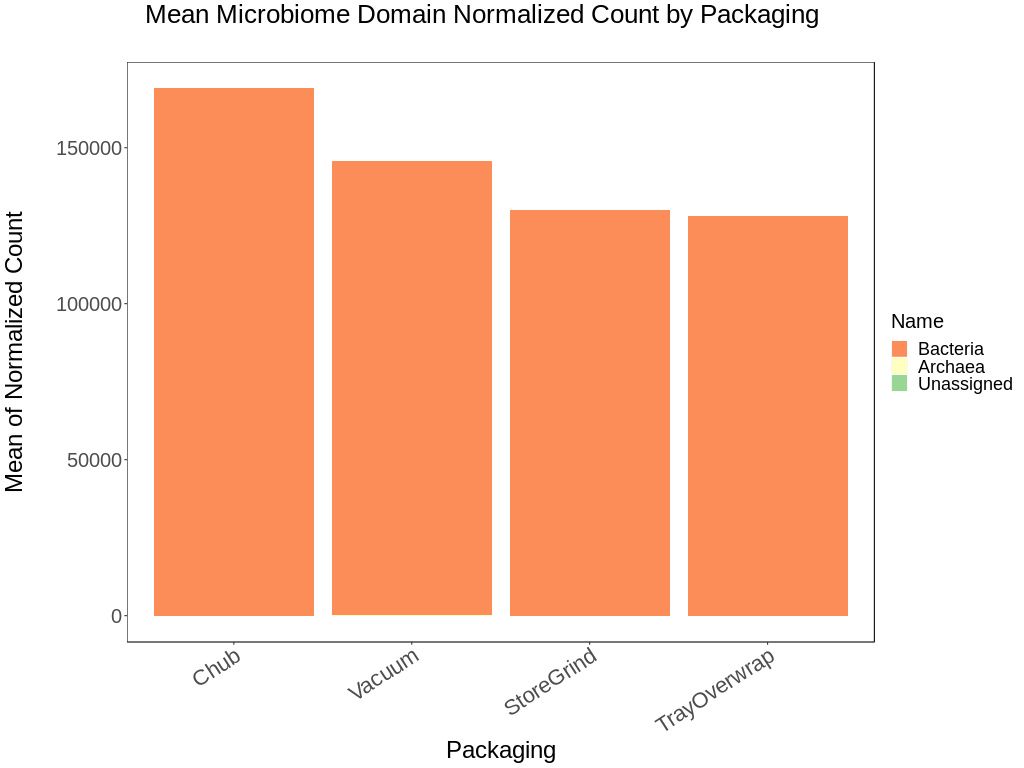 Mean Microbiome Domain Normalized Count by Packaging
Mean of Normalized Count
150000
100000
50000
0
Chub
Vacuum
StoreGrind
TrayOverwrap
Packaging
Name
Bacteria
Archaea
Unassigned